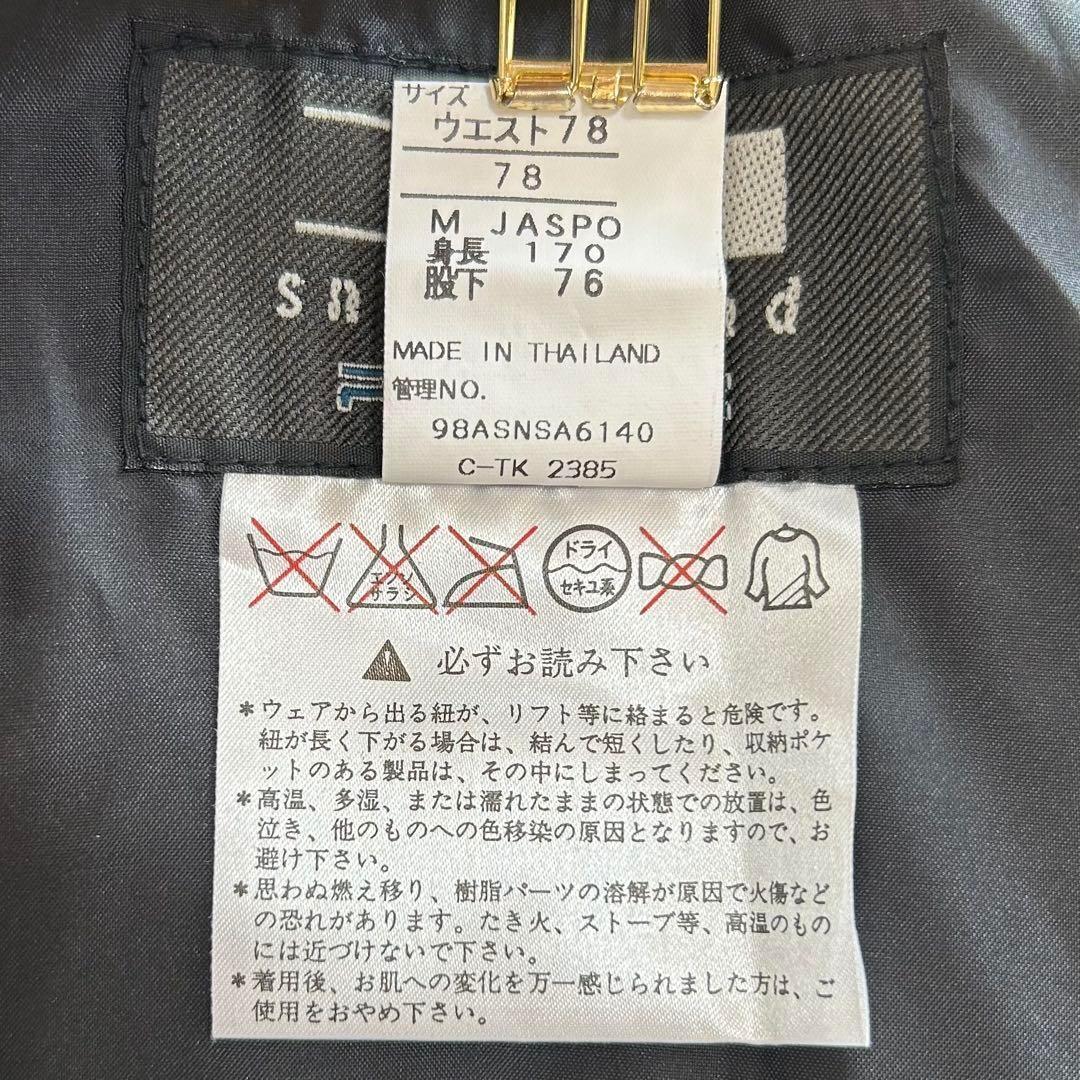 サイズ
ウエスト78
78
M JASPO
身長 170
股下 76
MADE IN THAILAND
管理NO.
98ASNSA6140
C-TK 2385
エンソ
サラシ
ドライ
セキユ系
必ずお読み下さい
*ウェアから出る紐が、リフト等に絡まると危険です。
紐が長く下がる場合は、結んで短くしたり、収納ポケ
ットのある製品は、その中にしまってください。
*高温、多湿、または濡れたままの状態での放置は、色
泣き、他のものへの色移染の原因となりますので、お
避け下さい。
*思わぬ燃え移り、樹脂パーツの溶解が原因で火傷など
の恐れがあります。たき火、ストーブ等、高温のもの
には近づけないで下さい。
*着用後、お肌への変化を万一感じられました方は、ご
使用をおやめ下さい。